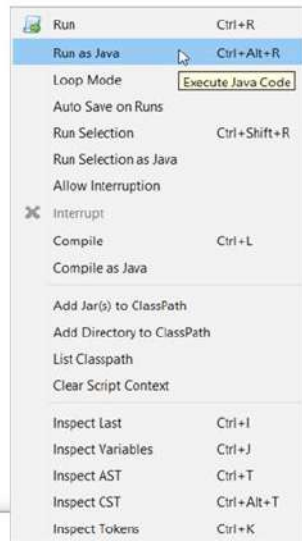 Run Ctrl+R
Run as Java Ctrl+Alt+R
Loop Mode
Execute Java Code
Auto Save on Runs
Run Selection Ctrl+Shift+R
Run Selection as Java
Allow Interruption
Interrupt
Compile Ctrl+L
Compile as Java
Add Jar(s) to ClassPath
Add Directory to ClassPath
List Classpath
Clear Script Context
Inspect Last Ctrl+I
Inspect Variables Ctrl+J
Inspect AST Ctrl+T
Inspect CST Ctrl+Alt+T
Inspect Tokens Ctrl+K